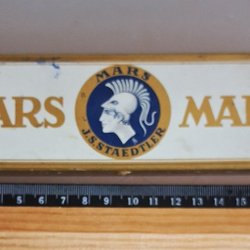 ARS
MARS
J.S. STAEDTLER
MA
5 6 7 8 9 10 11 12 13 14 15